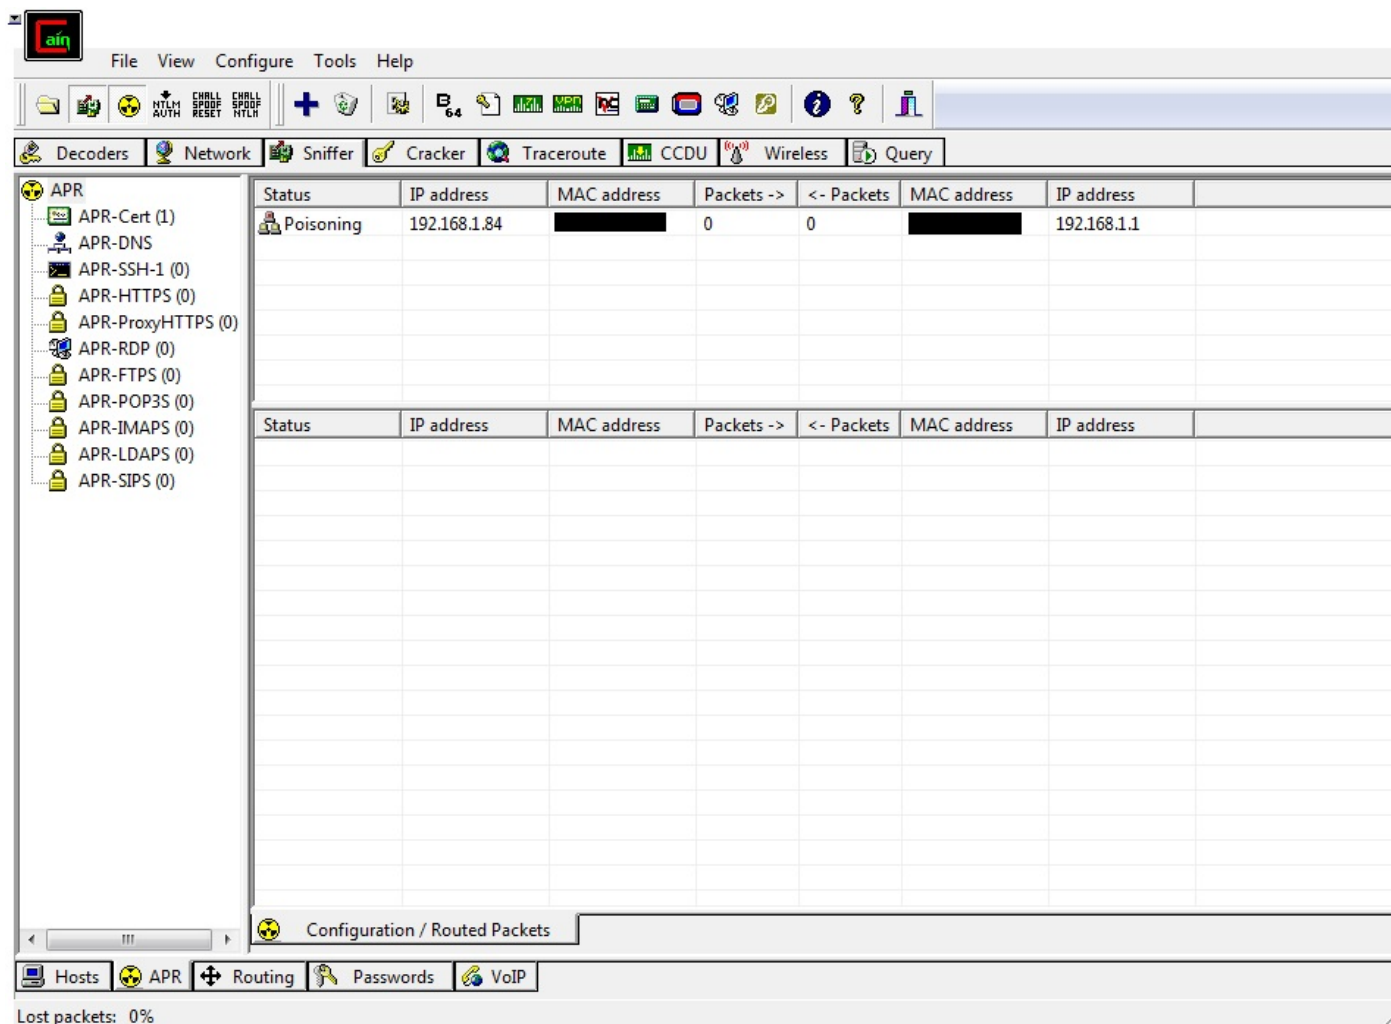 Cain
File View Configure Tools Help
NTLM AUTH CHALL SPOOF RESET CHALL SPOOF NTLM B 64 VPN
Decoders Network Sniffer Cracker Traceroute CCDU Wireless Query
APR
APR-Cert (1)
APR-DNS
APR-SSH-1 (0)
APR-HTTPS (0)
APR-ProxyHTTPS (0)
APR-RDP (0)
APR-FTPS (0)
APR-POP3S (0)
APR-IMAPS (0)
APR-LDAPS (0)
APR-SIPS (0)
Status IP address MAC address Packets -> <- Packets MAC address IP address
Poisoning 192.168.1.84 0 0 192.168.1.1
Status IP address MAC address Packets -> <- Packets MAC address IP address
Configuration / Routed Packets
Hosts APR Routing Passwords VoIP
Lost packets: 0%